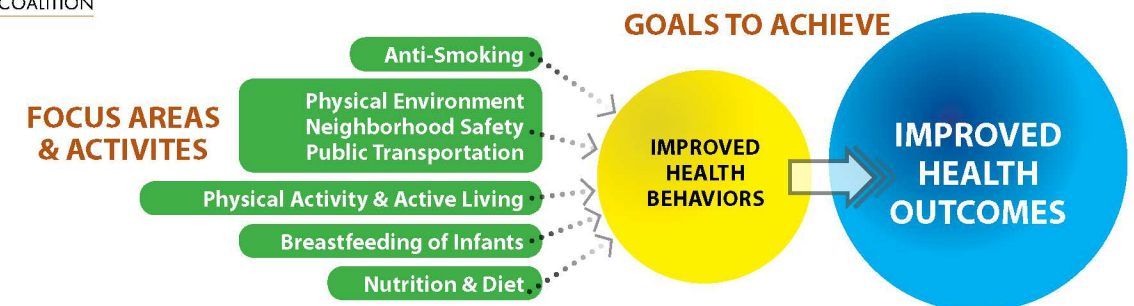 COALITION
GOALS TO ACHIEVE
Anti-Smoking
FOCUS AREAS
& ACTIVITES
Physical Environment
Neighborhood Safety
Public Transportation
Physical Activity & Active Living
Breastfeeding of Infants
Nutrition & Diet
IMPROVED
HEALTH
BEHAVIORS
IMPROVED
HEALTH
OUTCOMES